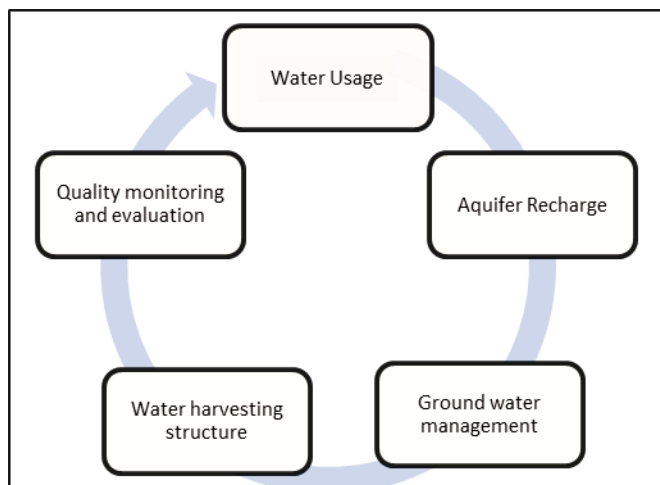 Water Usage
Aquifer Recharge
Ground water
management
Water harvesting
structure
Quality monitoring
and evaluation